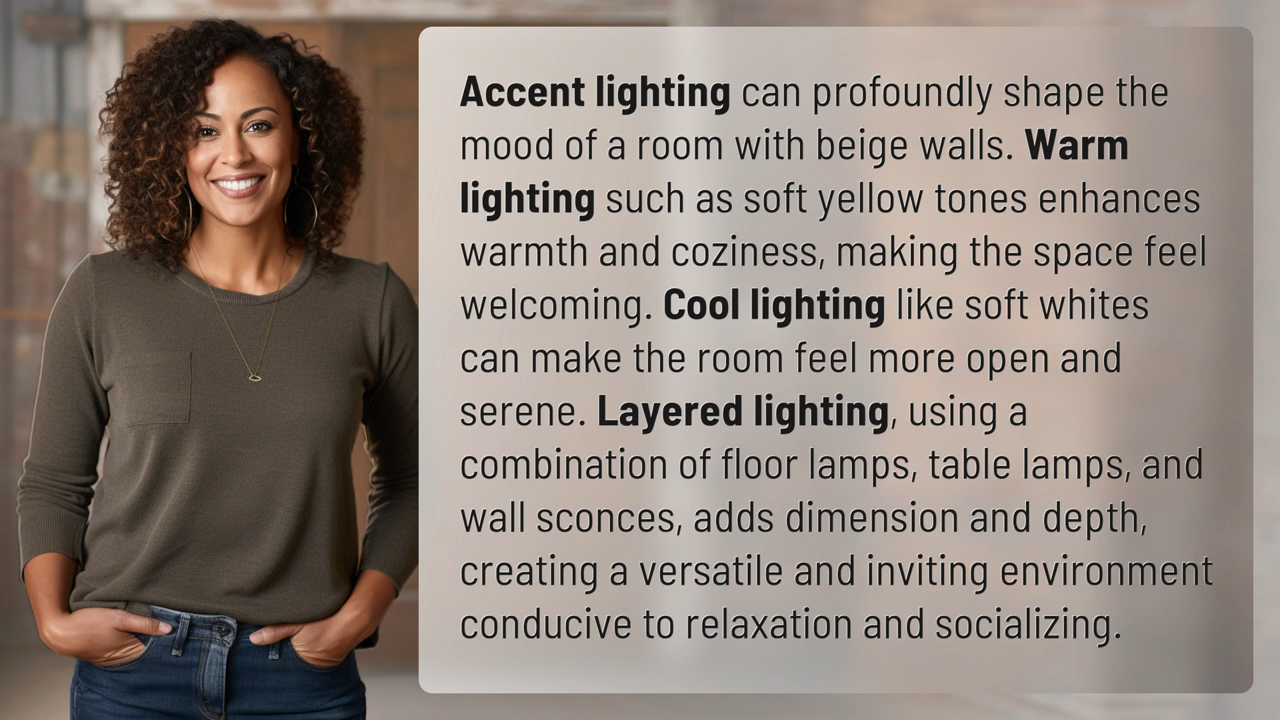 Accent lighting can profoundly shape the
mood of a room with beige walls. Warm
lighting such as soft yellow tones enhances
warmth and coziness, making the space feel
welcoming. Cool lighting like soft whites
can make the room feel more open and
serene. Layered lighting, using a
combination of floor lamps, table lamps, and
wall sconces, adds dimension and depth,
creating a versatile and inviting environment
conducive to relaxation and socializing.